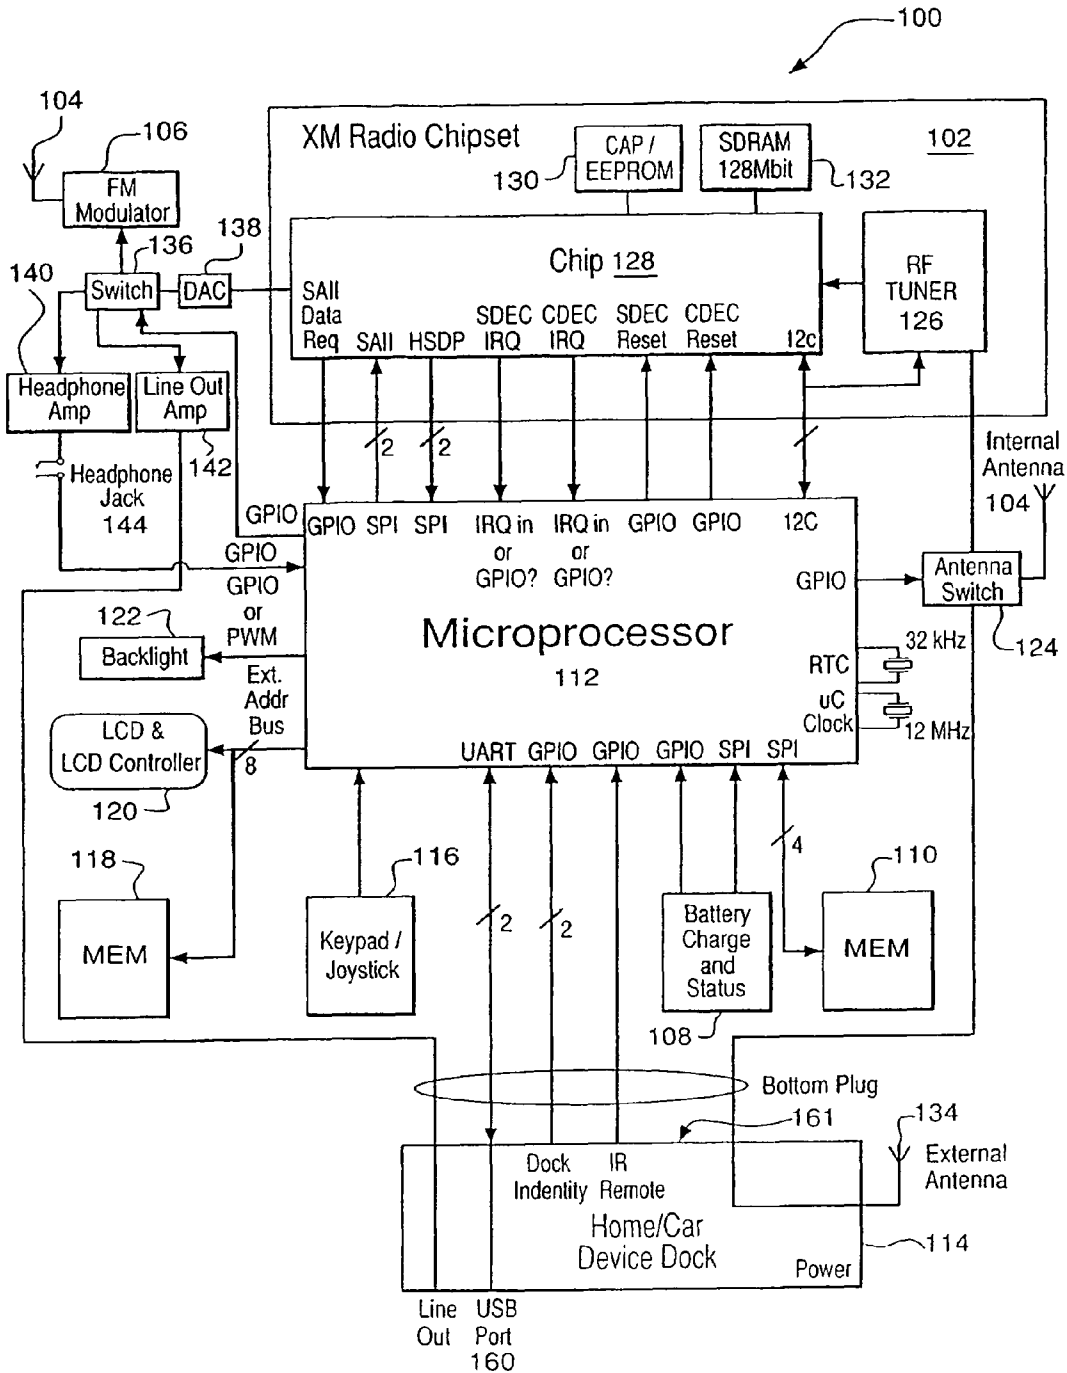 100
XM Radio Chipset
102
104
106
FM
Modulator
CAP /
EEPROM
130
SDRAM
128Mbit
132
136
138
Switch
DAC
140
Chip 128
RF
TUNER
126
SAII
Data
Req
SAII
HSDP
SDEC
IRQ
CDEC
IRQ
SDEC
Reset
CDEC
Reset
12c
Headphone
Amp
Line Out
Amp
142
2
2
Headphone
Jack
144
Internal
Antenna
104
GPIO
GPIO
SPI
SPI
IRQ in
or
GPIO?
IRQ in
or
GPIO?
GPIO
GPIO
12C
GPIO
GPIO
or
PWM
GPIO
Antenna
Switch
124
122
Backlight
Microprocessor
112
RTC
32 kHz
uC
Clock
12 MHz
Ext.
Addr
Bus
8
LCD &
LCD Controller
120
UART
GPIO
GPIO
GPIO
SPI
SPI
118
MEM
116
Keypad /
Joystick
2
2
4
110
MEM
Battery
Charge
and
Status
108
Bottom Plug
161
134
External
Antenna
Dock
Indentity
IR
Remote
Home/Car
Device Dock
Power
114
Line
Out
USB
Port
160